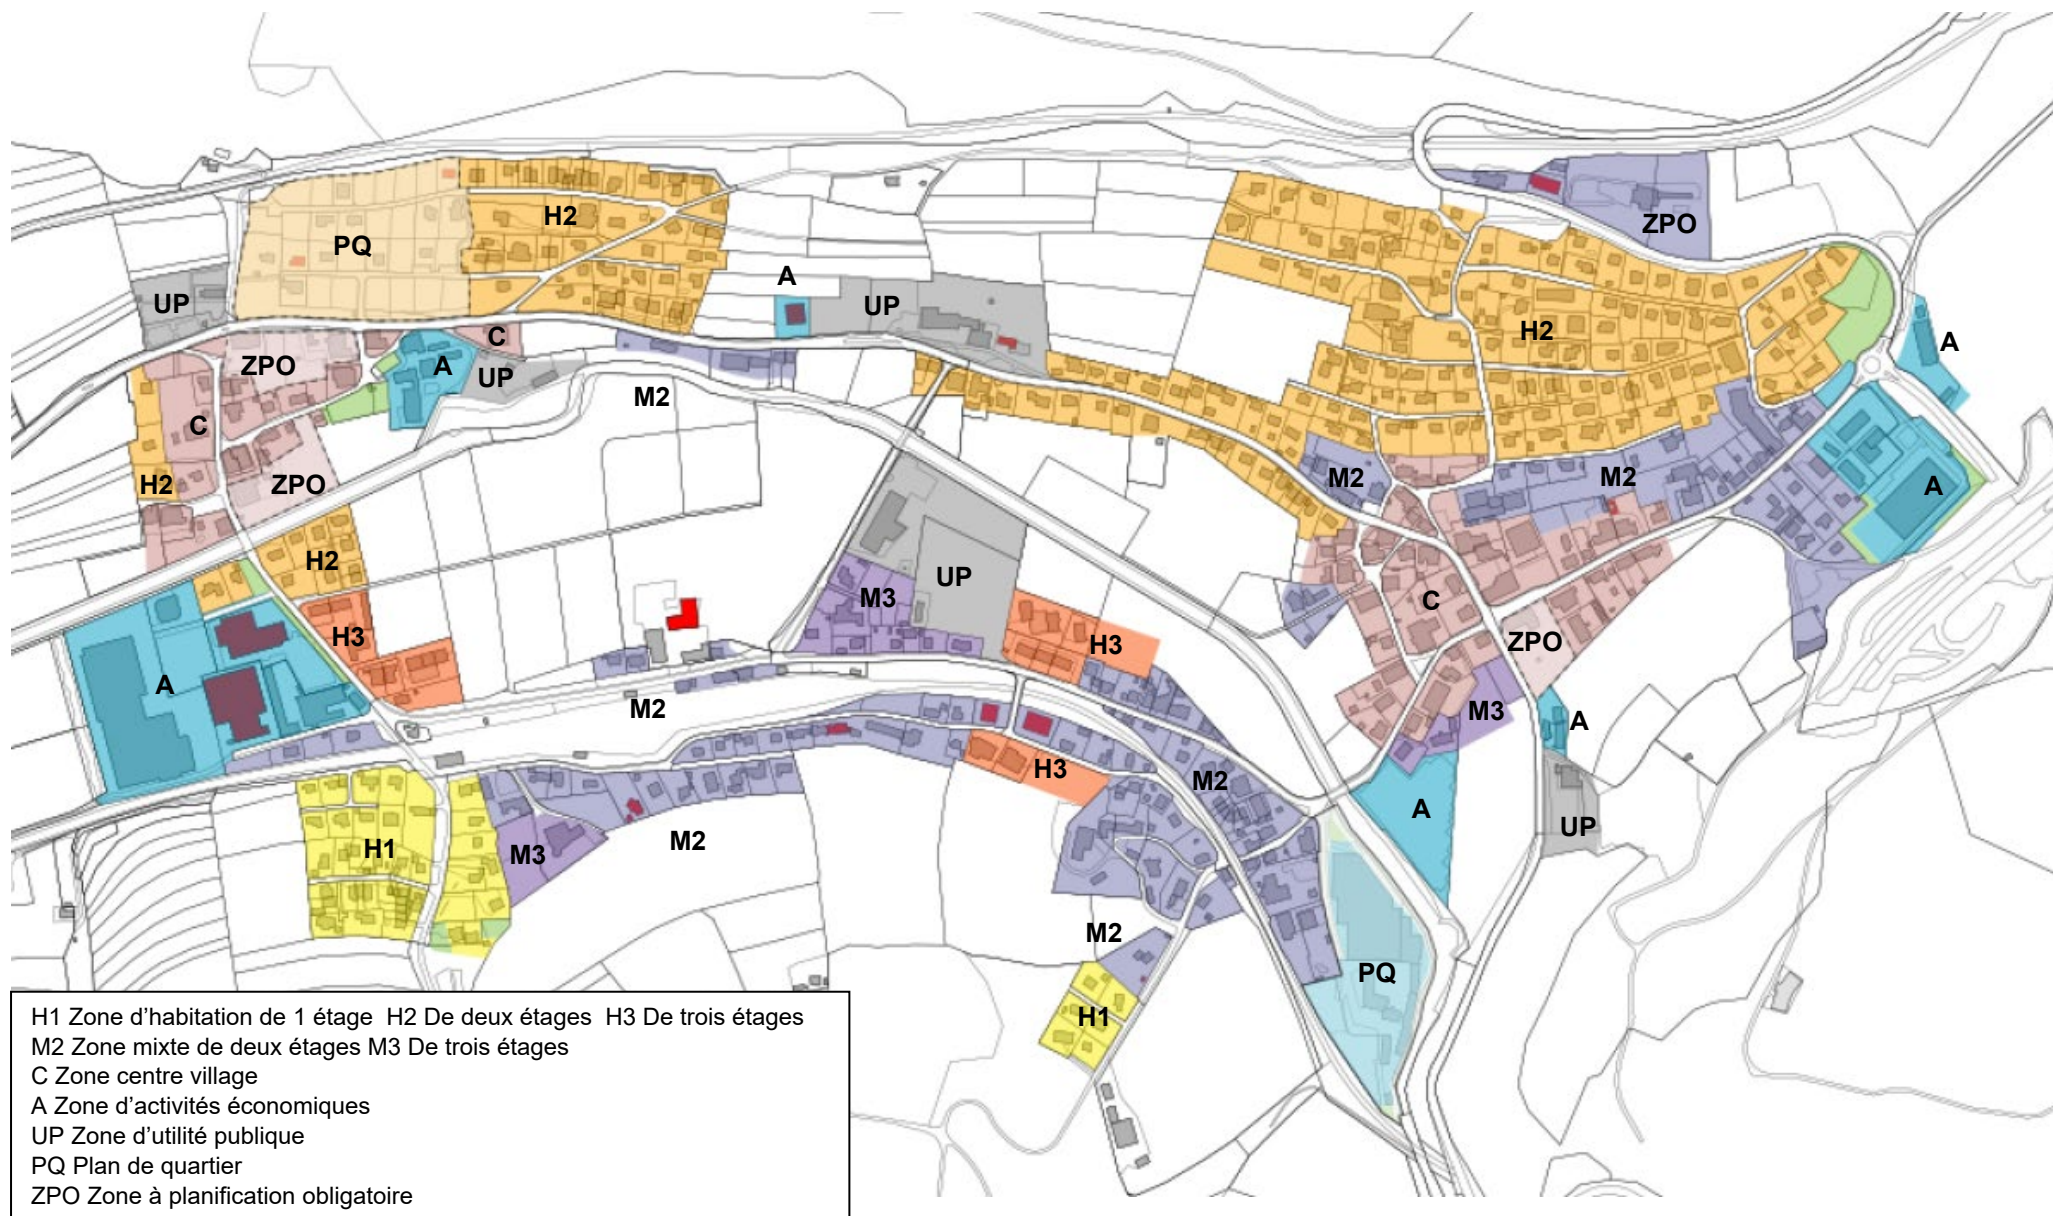 H2
PQ
ZPO
A
UP
UP
C
ZPO
A
UP
H2
A
M2
C
H2
ZPO
M2
M2
A
H2
UP
M3
C
H3
H3
ZPO
A
M2
M3
A
H3
M2
A
UP
H1
M3
M2
M2
PQ
H1
H1 Zone d’habitation de 1 étage H2 De deux étages H3 De trois étages
M2 Zone mixte de deux étages M3 De trois étages
C Zone centre village
A Zone d’activités économiques
UP Zone d’utilité publique
PQ Plan de quartier
ZPO Zone à planification obligatoire